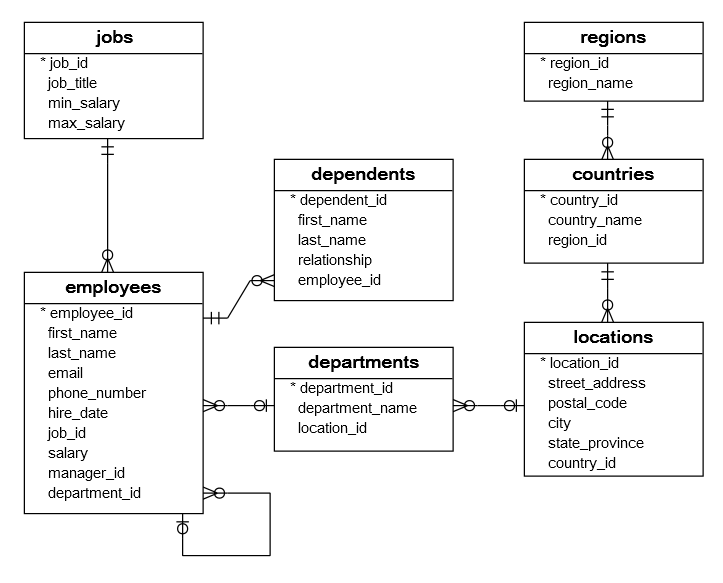 jobs
* job_id
job_title
min_salary
max_salary
regions
* region_id
region_name
dependents
* dependent_id
first_name
last_name
relationship
employee_id
countries
* country_id
country_name
region_id
employees
* employee_id
first_name
last_name
email
phone_number
hire_date
job_id
salary
manager_id
department_id
departments
* department_id
department_name
location_id
locations
* location_id
street_address
postal_code
city
state_province
country_id